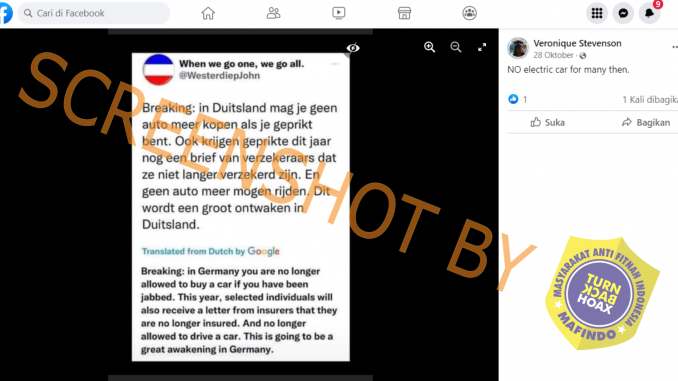 Cari di Facebook
9
Veronique Stevenson
28 Oktober ·
NO electric car for many then.
1
1 Kali dibagika
Suka
Bagikan
When we go one, we go all.
@WesterdiepJohn
Breaking: in Duitsland mag je geen
auto meer kopen als je geprikt
bent. Ook krijgen geprikte dit jaar
nog een brief van verzekeraars dat
ze niet langer verzekerd zijn. En
geen auto meer mogen rijden. Dit
wordt een groot ontwaken in
Duitsland.
Translated from Dutch by Google
Breaking: in Germany you are no longer
allowed to buy a car if you have been
jabbed. This year, selected individuals will
also receive a letter from insurers that they
are no longer insured. And no longer
allowed to drive a car. This is going to be a
great awakening in Germany.
SCREENSHOT BY
MASYARAKAT ANTI FITNAH INDONESIA
TURN
BACK
HOAX
MAFINDO